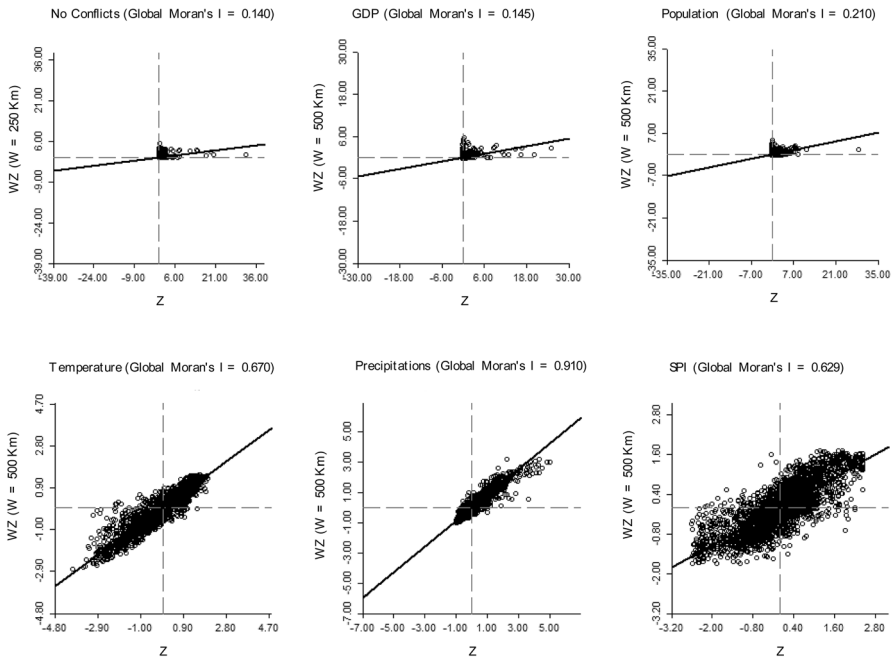 No Conflicts (Global Moran's I = 0.140)
GDP (Global Moran's I = 0.145)
Population (Global Moran's I = 0.210)
WZ (W = 250 Km)
36.00
21.00
6.00
-9.00
-24.00
-39.00
-39.00 -24.00 -9.00 6.00 21.00 36.00
Z
WZ (W = 500 Km)
30.00
18.00
6.00
-6.00
-18.00
-30.00
-30.00 -18.00 -6.00 6.00 18.00 30.00
Z
WZ (W = 500 Km)
35.00
21.00
7.00
-7.00
-21.00
-35.00
-35.00 -21.00 -7.00 7.00 21.00 35.00
Z
Temperature (Global Moran's I = 0.670)
Precipitations (Global Moran's I = 0.910)
SPI (Global Moran's I = 0.629)
WZ (W = 500 Km)
4.70
2.80
0.90
-1.00
-2.90
-4.80
-4.80 -2.90 -1.00 0.90 2.80 4.70
Z
WZ (W = 500 Km)
5.00
3.00
1.00
-1.00
-3.00
-5.00
-7.00
-7.00 -5.00 -3.00 -1.00 1.00 3.00 5.00
Z
WZ (W = 500 Km)
2.80
1.60
0.40
-0.80
-2.00
-3.20
-3.20 -2.00 -0.80 0.40 1.60 2.80
Z